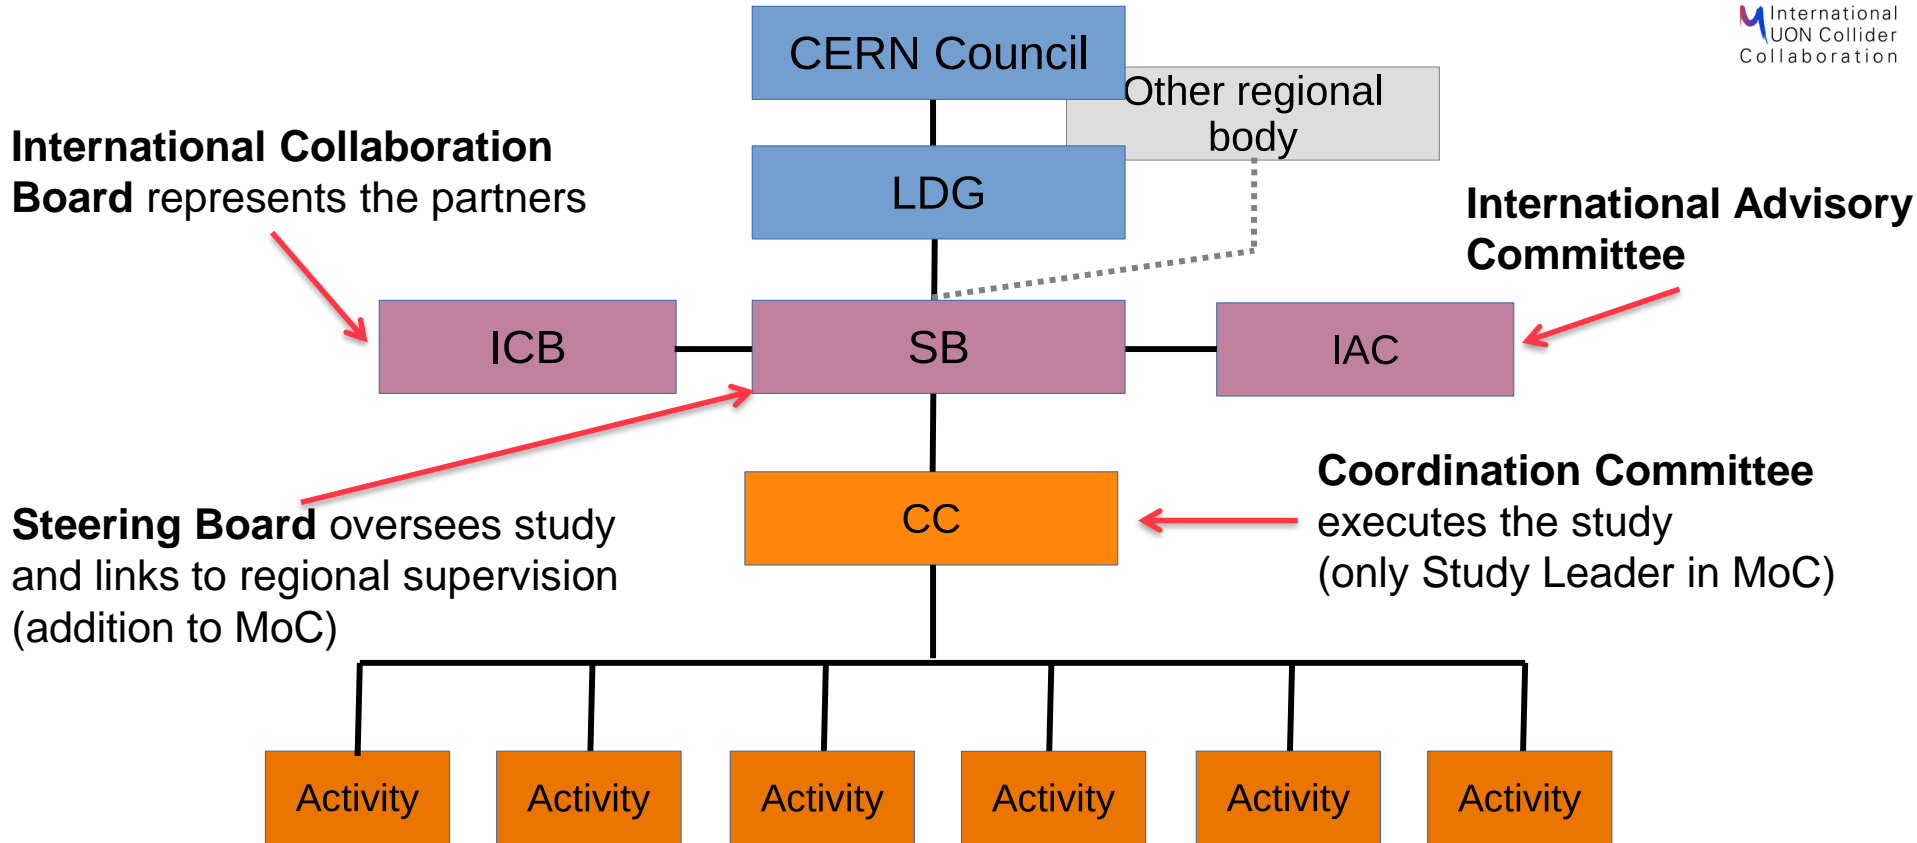 International
UON Collider
Collaboration
CERN Council
Other regional
body
International Collaboration
Board represents the partners
LDG
International Advisory
Committee
ICB
SB
IAC
Steering Board oversees study
and links to regional supervision
(addition to MoC)
CC
Coordination Committee
executes the study
(only Study Leader in MoC)
Activity
Activity
Activity
Activity
Activity
Activity